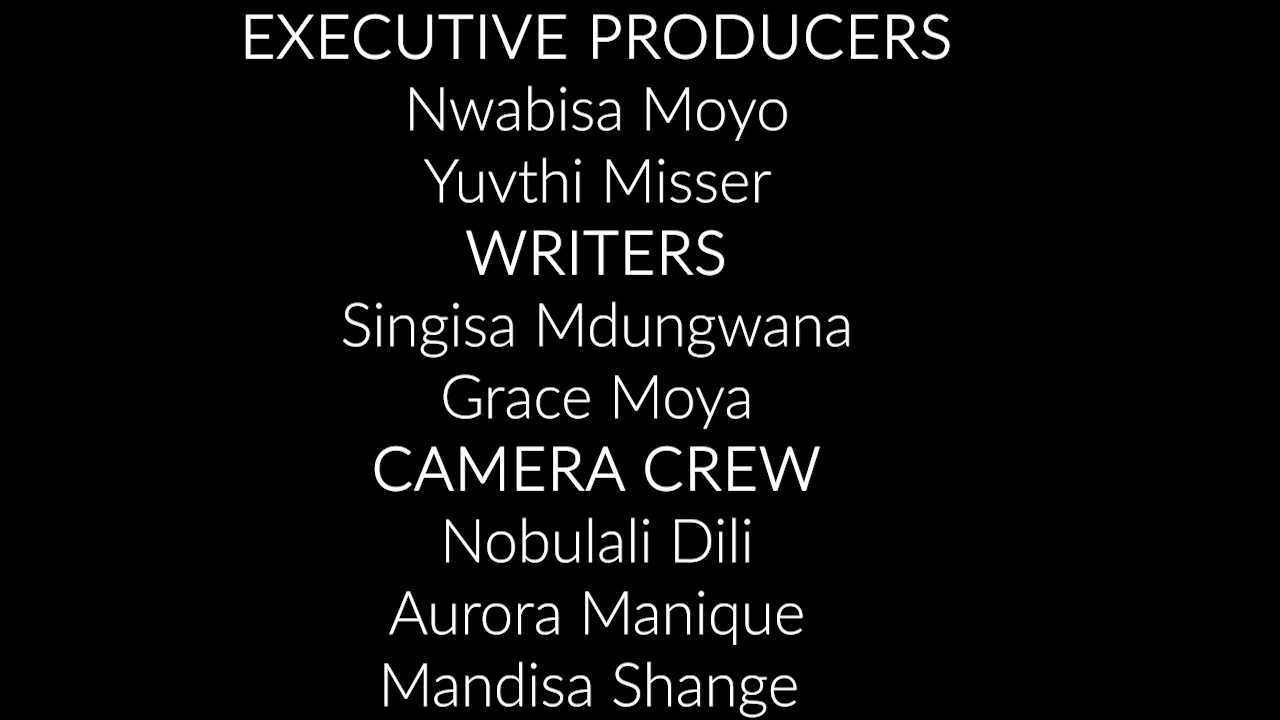 EXECUTIVE PRODUCERS
Nwabisa Moyo
Yuvthi Misser
WRITERS
Singisa Mdungwana
Grace Moya
CAMERA CREW
Nobulali Dili
Aurora Manique
Mandisa Shange